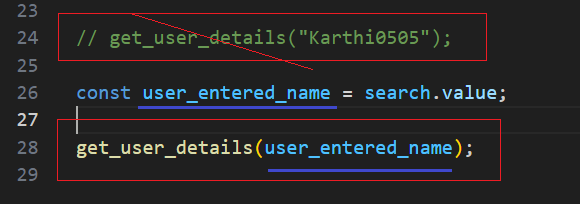 23
24 // get_user_details("Karthi0505");
25
26 const user_entered_name = search.value;
27
28 get_user_details(user_entered_name);
29